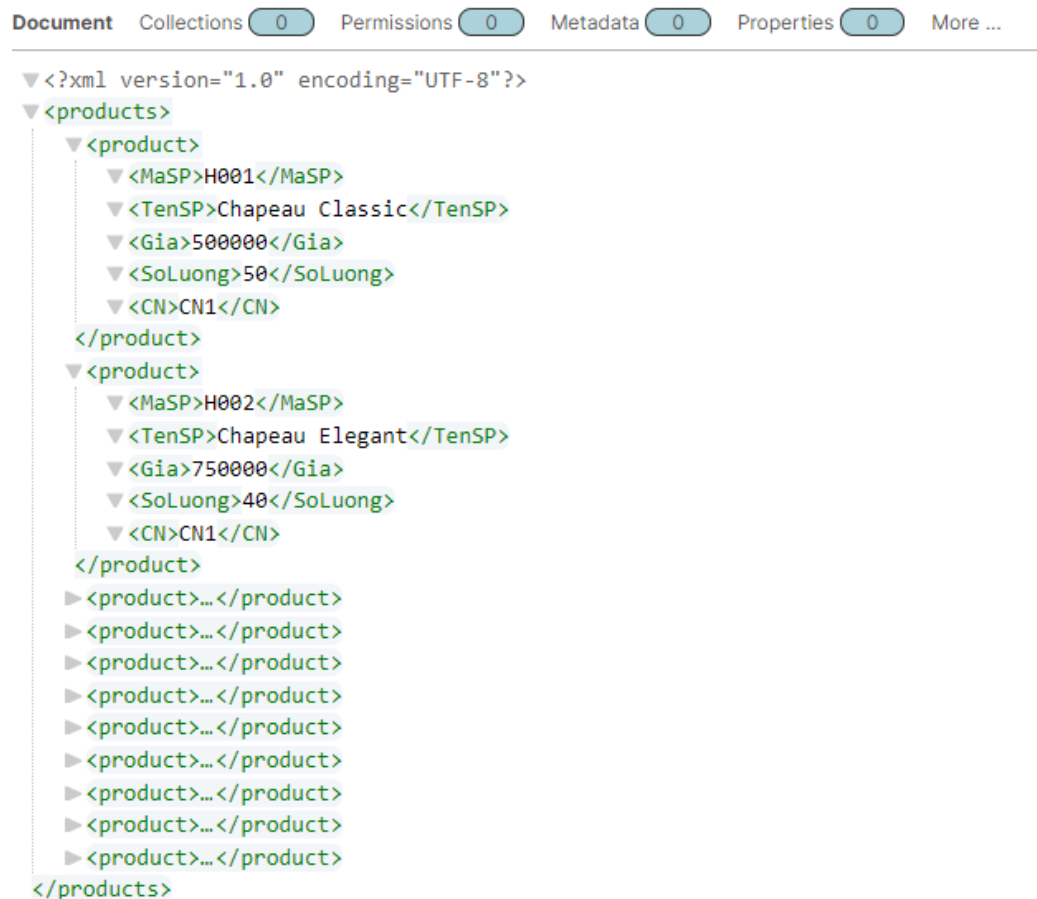 Document Collections 0 Permissions 0 Metadata 0 Properties 0 More ...
<?xml version="1.0" encoding="UTF-8"?>
<products>
<product>
<MaSP>H001</MaSP>
<TenSP>Chapeau Classic</TenSP>
<Gia>500000</Gia>
<SoLuong>50</SoLuong>
<CN>CN1</CN>
</product>
<product>
<MaSP>H002</MaSP>
<TenSP>Chapeau Elegant</TenSP>
<Gia>750000</Gia>
<SoLuong>40</SoLuong>
<CN>CN1</CN>
</product>
<product>…</product>
<product>…</product>
<product>…</product>
<product>…</product>
<product>…</product>
<product>…</product>
<product>…</product>
<product>…</product>
<product>…</product>
</products>